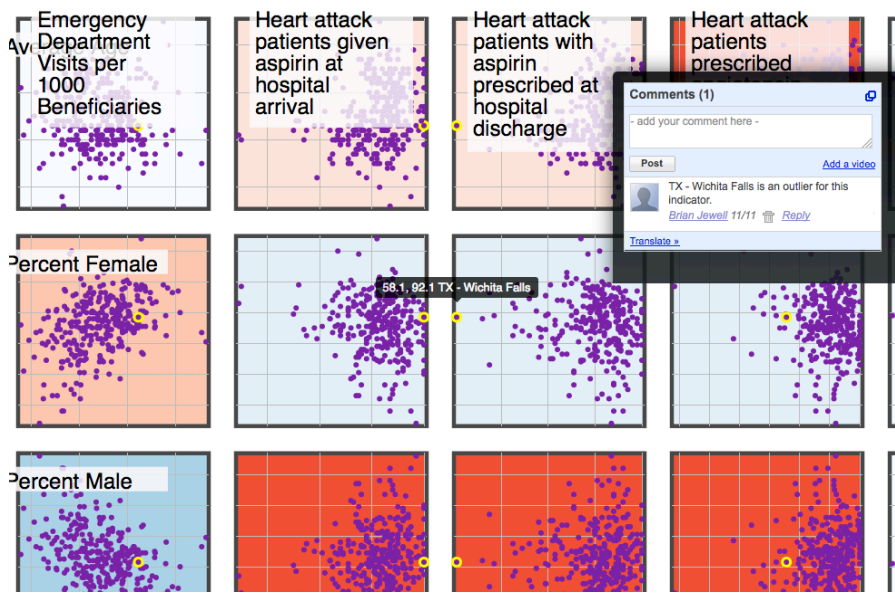 Emergency
Department
Visits per
1000
Beneficiaries
Average Age
Heart attack
patients given
aspirin at
hospital
arrival
Heart attack
patients with
aspirin
prescribed at
hospital
discharge
Heart attack
patients
prescribed
Comments (1)
- add your comment here -
Post
Add a video
TX - Wichita Falls is an outlier for this
indicator.
Brian Jewell 11/11 Reply
Translate »
Percent Female
58.1, 92.1 TX - Wichita Falls
Percent Male